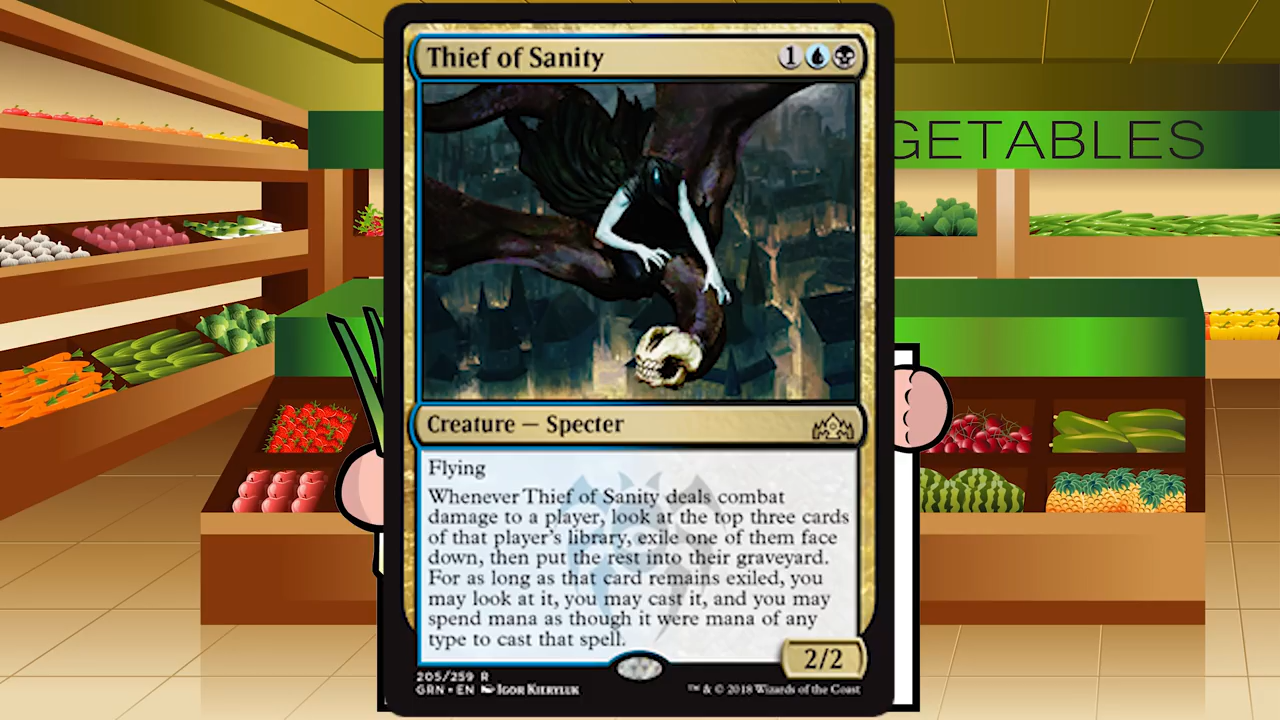 Thief of Sanity 1
GETABLES
Creature — Specter
Flying
Whenever Thief of Sanity deals combat
damage to a player, look at the top three cards
of that player's library, exile one of them face
down, then put the rest into their graveyard.
For as long as that card remains exiled, you
may look at it, you may cast it, and you may
spend mana as though it were mana of any
type to cast that spell.
2/2
205/259 R
GRN • EN Igor Kieryluk
™ & © 2018 Wizards of the Coast